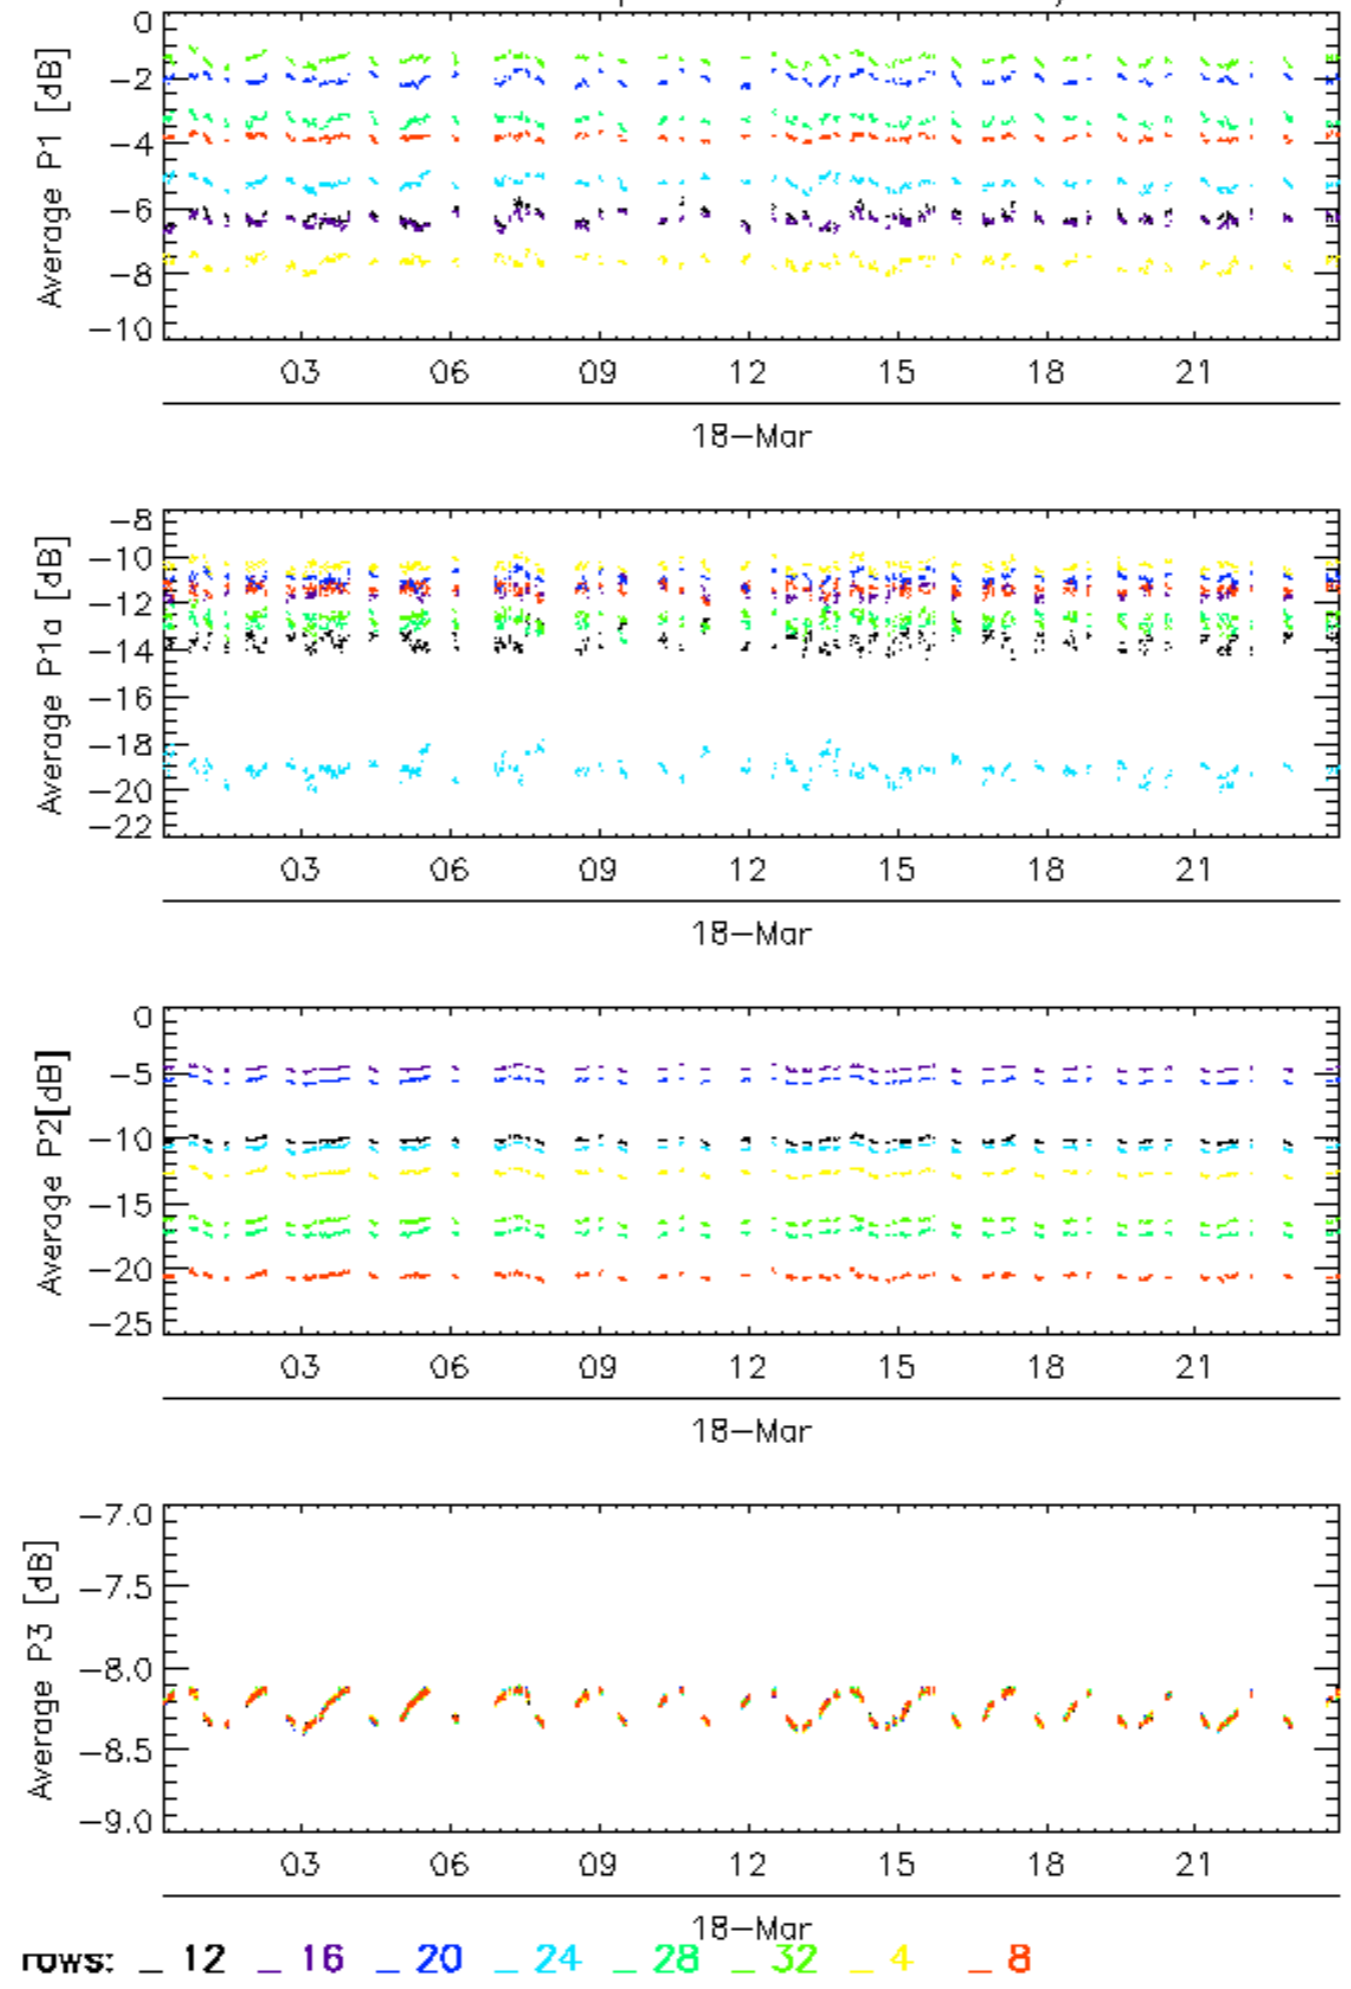 0
−2
−4
−6
−8
−10
Average P1 [dB]
03 06 09 12 15 18 21
18−Mar
−8
−10
−12
−14
−16
−18
−20
−22
Average P1a [dB]
03 06 09 12 15 18 21
18−Mar
0
−5
−10
−15
−20
−25
Average P2[dB]
03 06 09 12 15 18 21
18−Mar
−7.0
−7.5
−8.0
−8.5
−9.0
Average P3 [dB]
03 06 09 12 15 18 21
18−Mar
rows: _ 12 _ 16 _ 20 _ 24 _ 28 _ 32 _ 4 _ 8